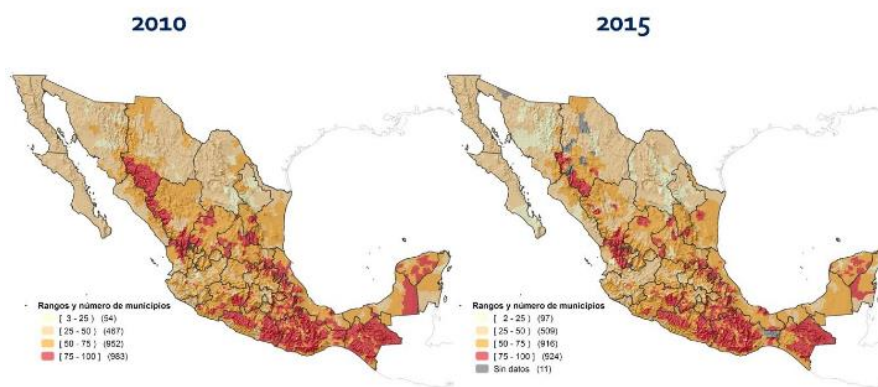 2010
2015
Rangos y número de municipios
[ 3 - 25 ) (54)
[ 25 - 50 ) (467)
[ 50 - 75 ) (952)
[ 75 - 100 ] (983)
Rangos y número de municipios
[ 2 - 25 ) (97)
[ 25 - 50 ) (509)
[ 50 - 75 ) (916)
[ 75 - 100 ] (924)
Sin datos (11)